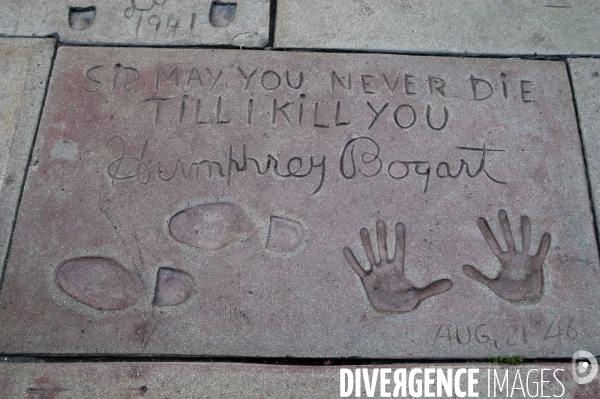 1941
SID MAY YOU NEVER DIE
TILL I KILL YOU
Humphrey Bogart
AUG. 21 '46
DIVERGENCE IMAGES ©